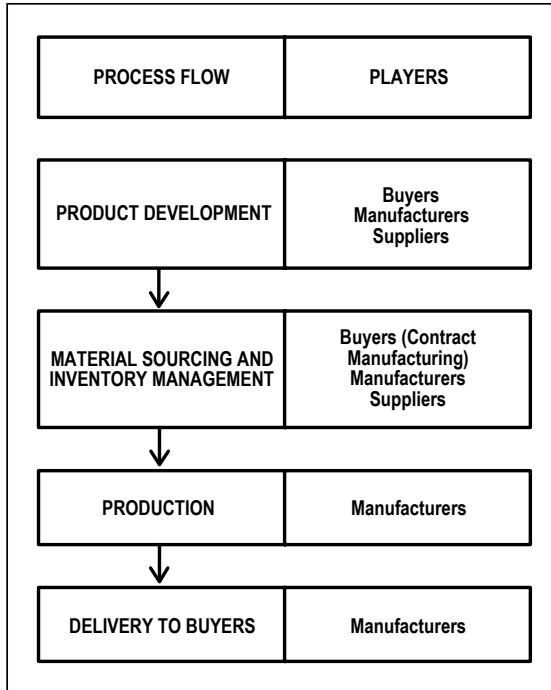 PROCESS FLOW
PLAYERS
PRODUCT DEVELOPMENT
Buyers
Manufacturers
Suppliers
MATERIAL SOURCING AND
INVENTORY MANAGEMENT
Buyers (Contract
Manufacturing)
Manufacturers
Suppliers
PRODUCTION
Manufacturers
DELIVERY TO BUYERS
Manufacturers